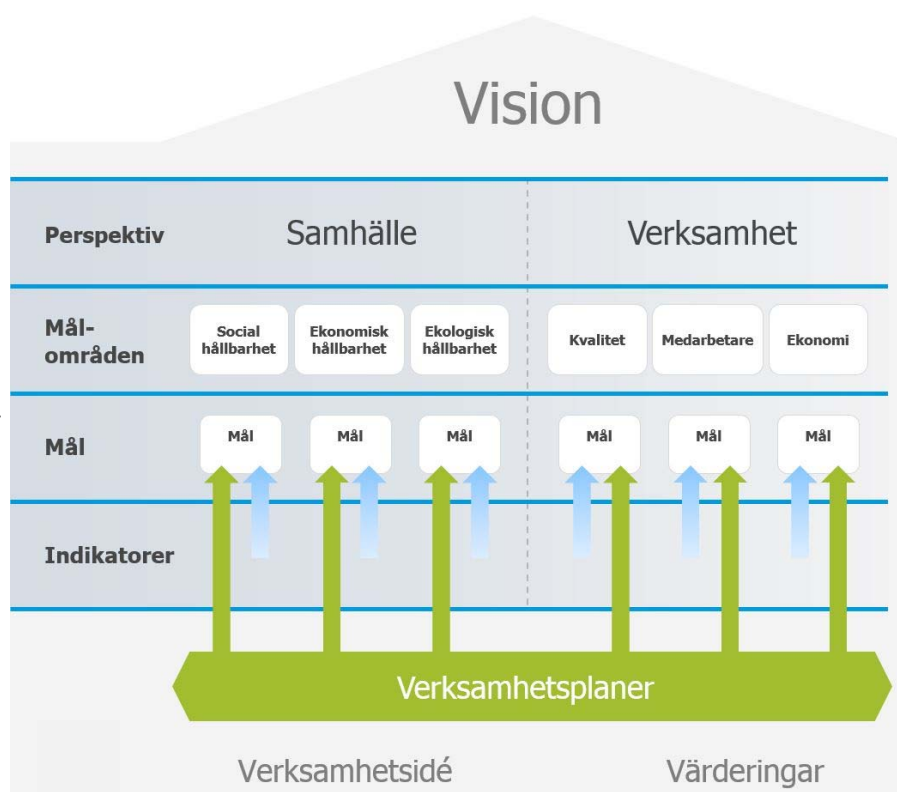 Vision
Perspektiv
Samhälle
Verksamhet
Mål-
områden
Social
hållbarhet
Ekonomisk
hållbarhet
Ekologisk
hållbarhet
Kvalitet
Medarbetare
Ekonomi
Mål
Mål
Mål
Mål
Mål
Mål
Mål
Indikatorer
Verksamhetsplaner
Verksamhetsidé
Värderingar